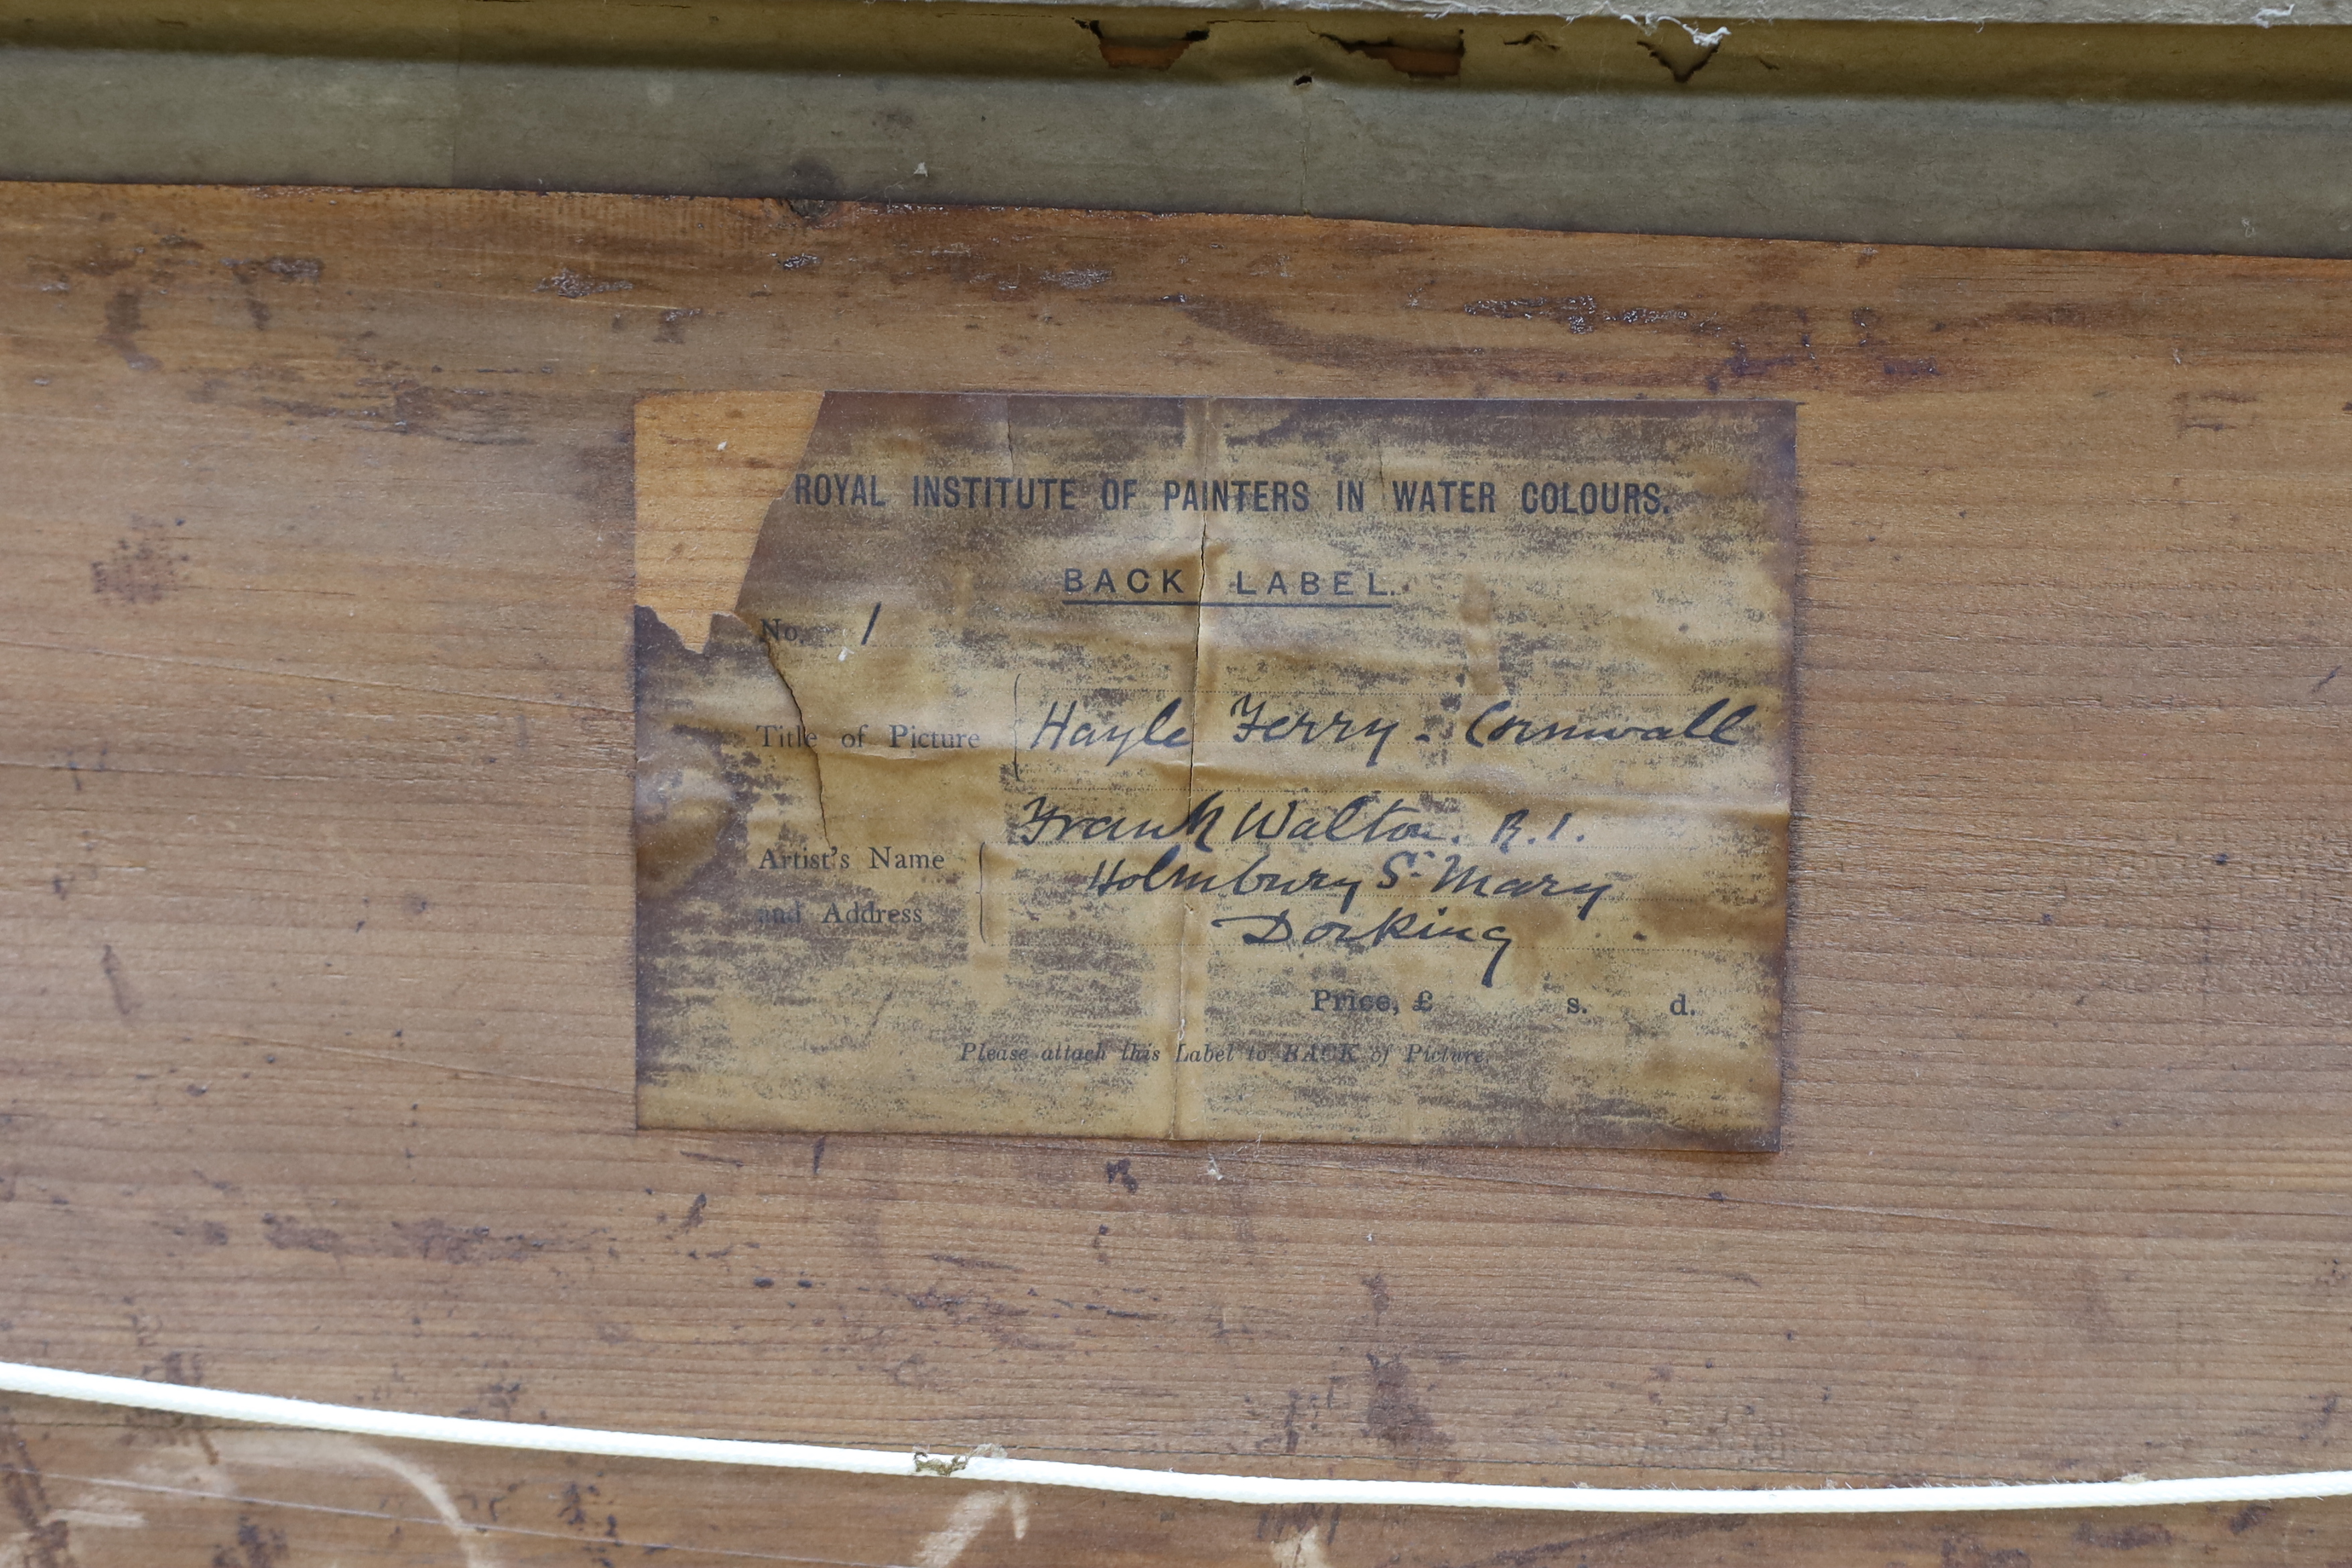 ROYAL INSTITUTE OF PAINTERS IN WATER COLOURS.
BACK LABEL.
No. 1
Title of Picture Hayle Ferry - Cornwall
Frank Walton. R.I.
Artist's Name
Holmbury St Mary
and Address
Dorking
Price, £ s. d.
Please attach this Label to BACK of Picture.